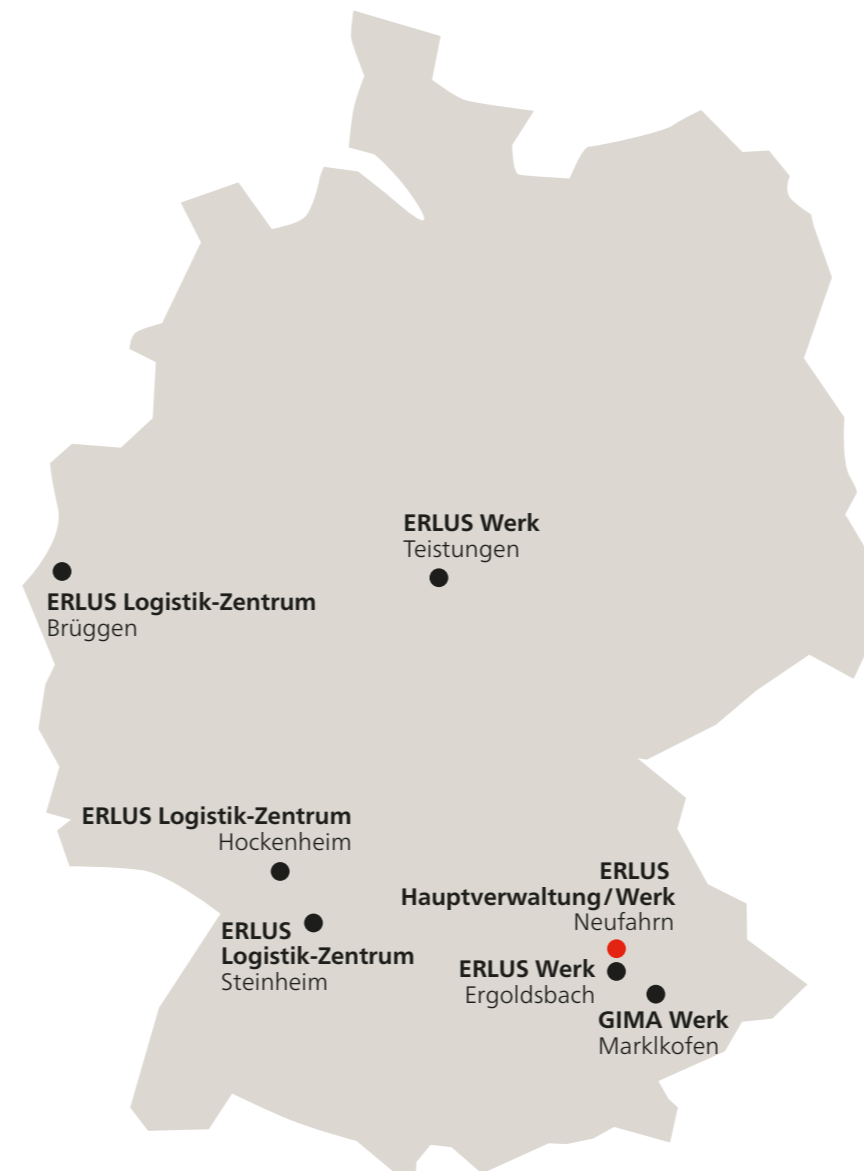 ERLUS Werk
Teistungen
ERLUS Logistik-Zentrum
Brüggen
ERLUS Logistik-Zentrum
Hockenheim
ERLUS
Logistik-Zentrum
Steinheim
ERLUS
Hauptverwaltung/Werk
Neufahrn
ERLUS Werk
Ergoldsbach
GIMA Werk
Marklkofen